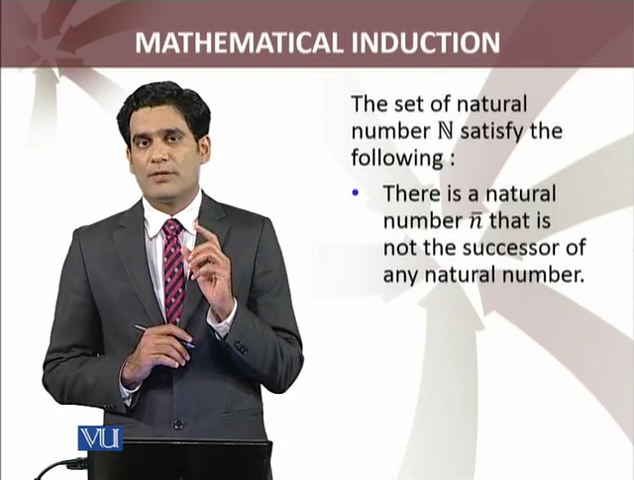 MATHEMATICAL INDUCTION
The set of natural
number ℕ satisfy the
following :
• There is a natural
number n̄ that is
not the successor of
any natural number.
VU